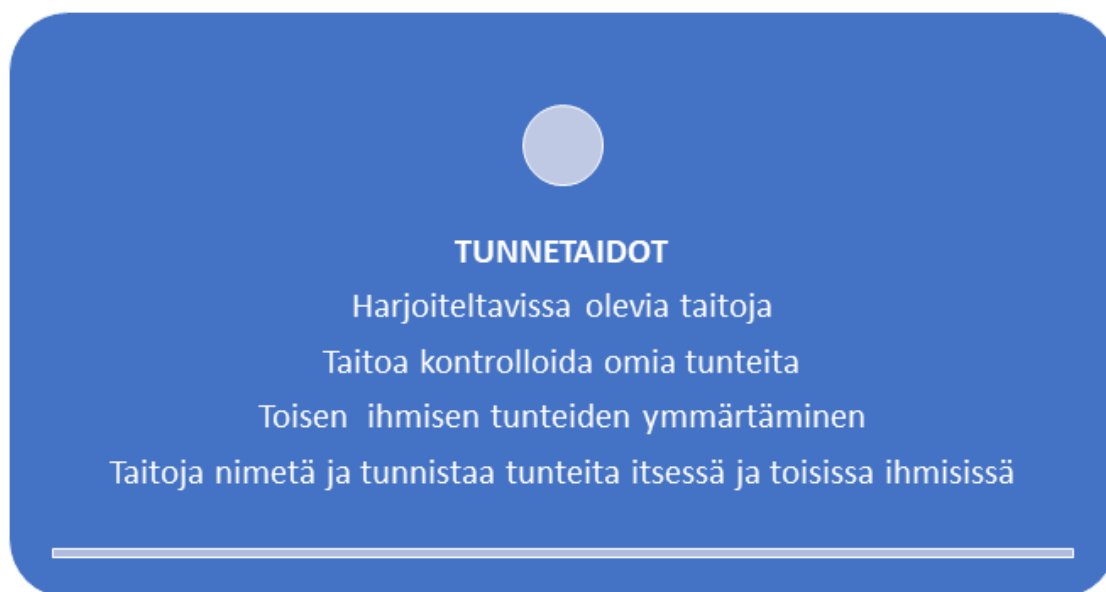 TUNNETAIDOT
Harjoiteltavissa olevia taitoja
Taitoa kontrolloida omia tunteita
Toisen ihmisen tunteiden ymmärtäminen
Taitoja nimetä ja tunnistaa tunteita itsessä ja toisissa ihmisissä